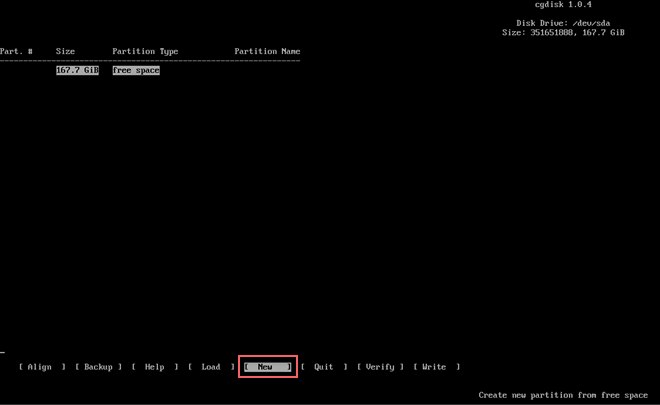 cgdisk 1.0.4
Disk Drive: /dev/sda
Size: 351651888, 167.7 GiB
Part. #     Size        Partition Type            Partition Name
----------------------------------------------------------------
167.7 GiB   free space
[ Align  ]  [ Backup ]  [  Help  ]  [  Load  ]  [  New   ]  [  Quit  ]  [ Verify ]  [ Write  ]
Create new partition from free space